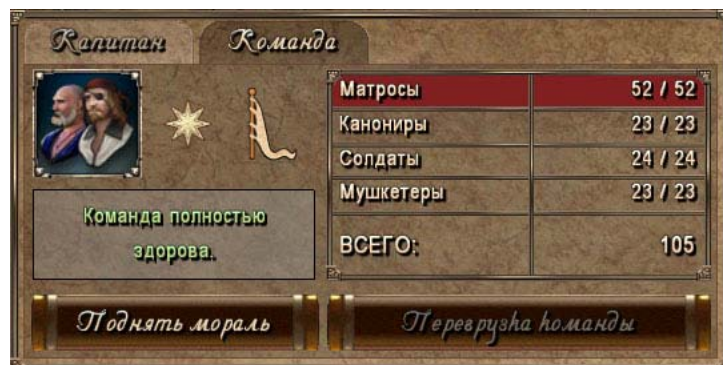 Капитан Команда
Матросы 52 / 52
Канониры 23 / 23
Солдаты 24 / 24
Мушкетеры 23 / 23
Команда полностью
здорова.
ВСЕГО: 105
Поднять мораль Перегрузка команды